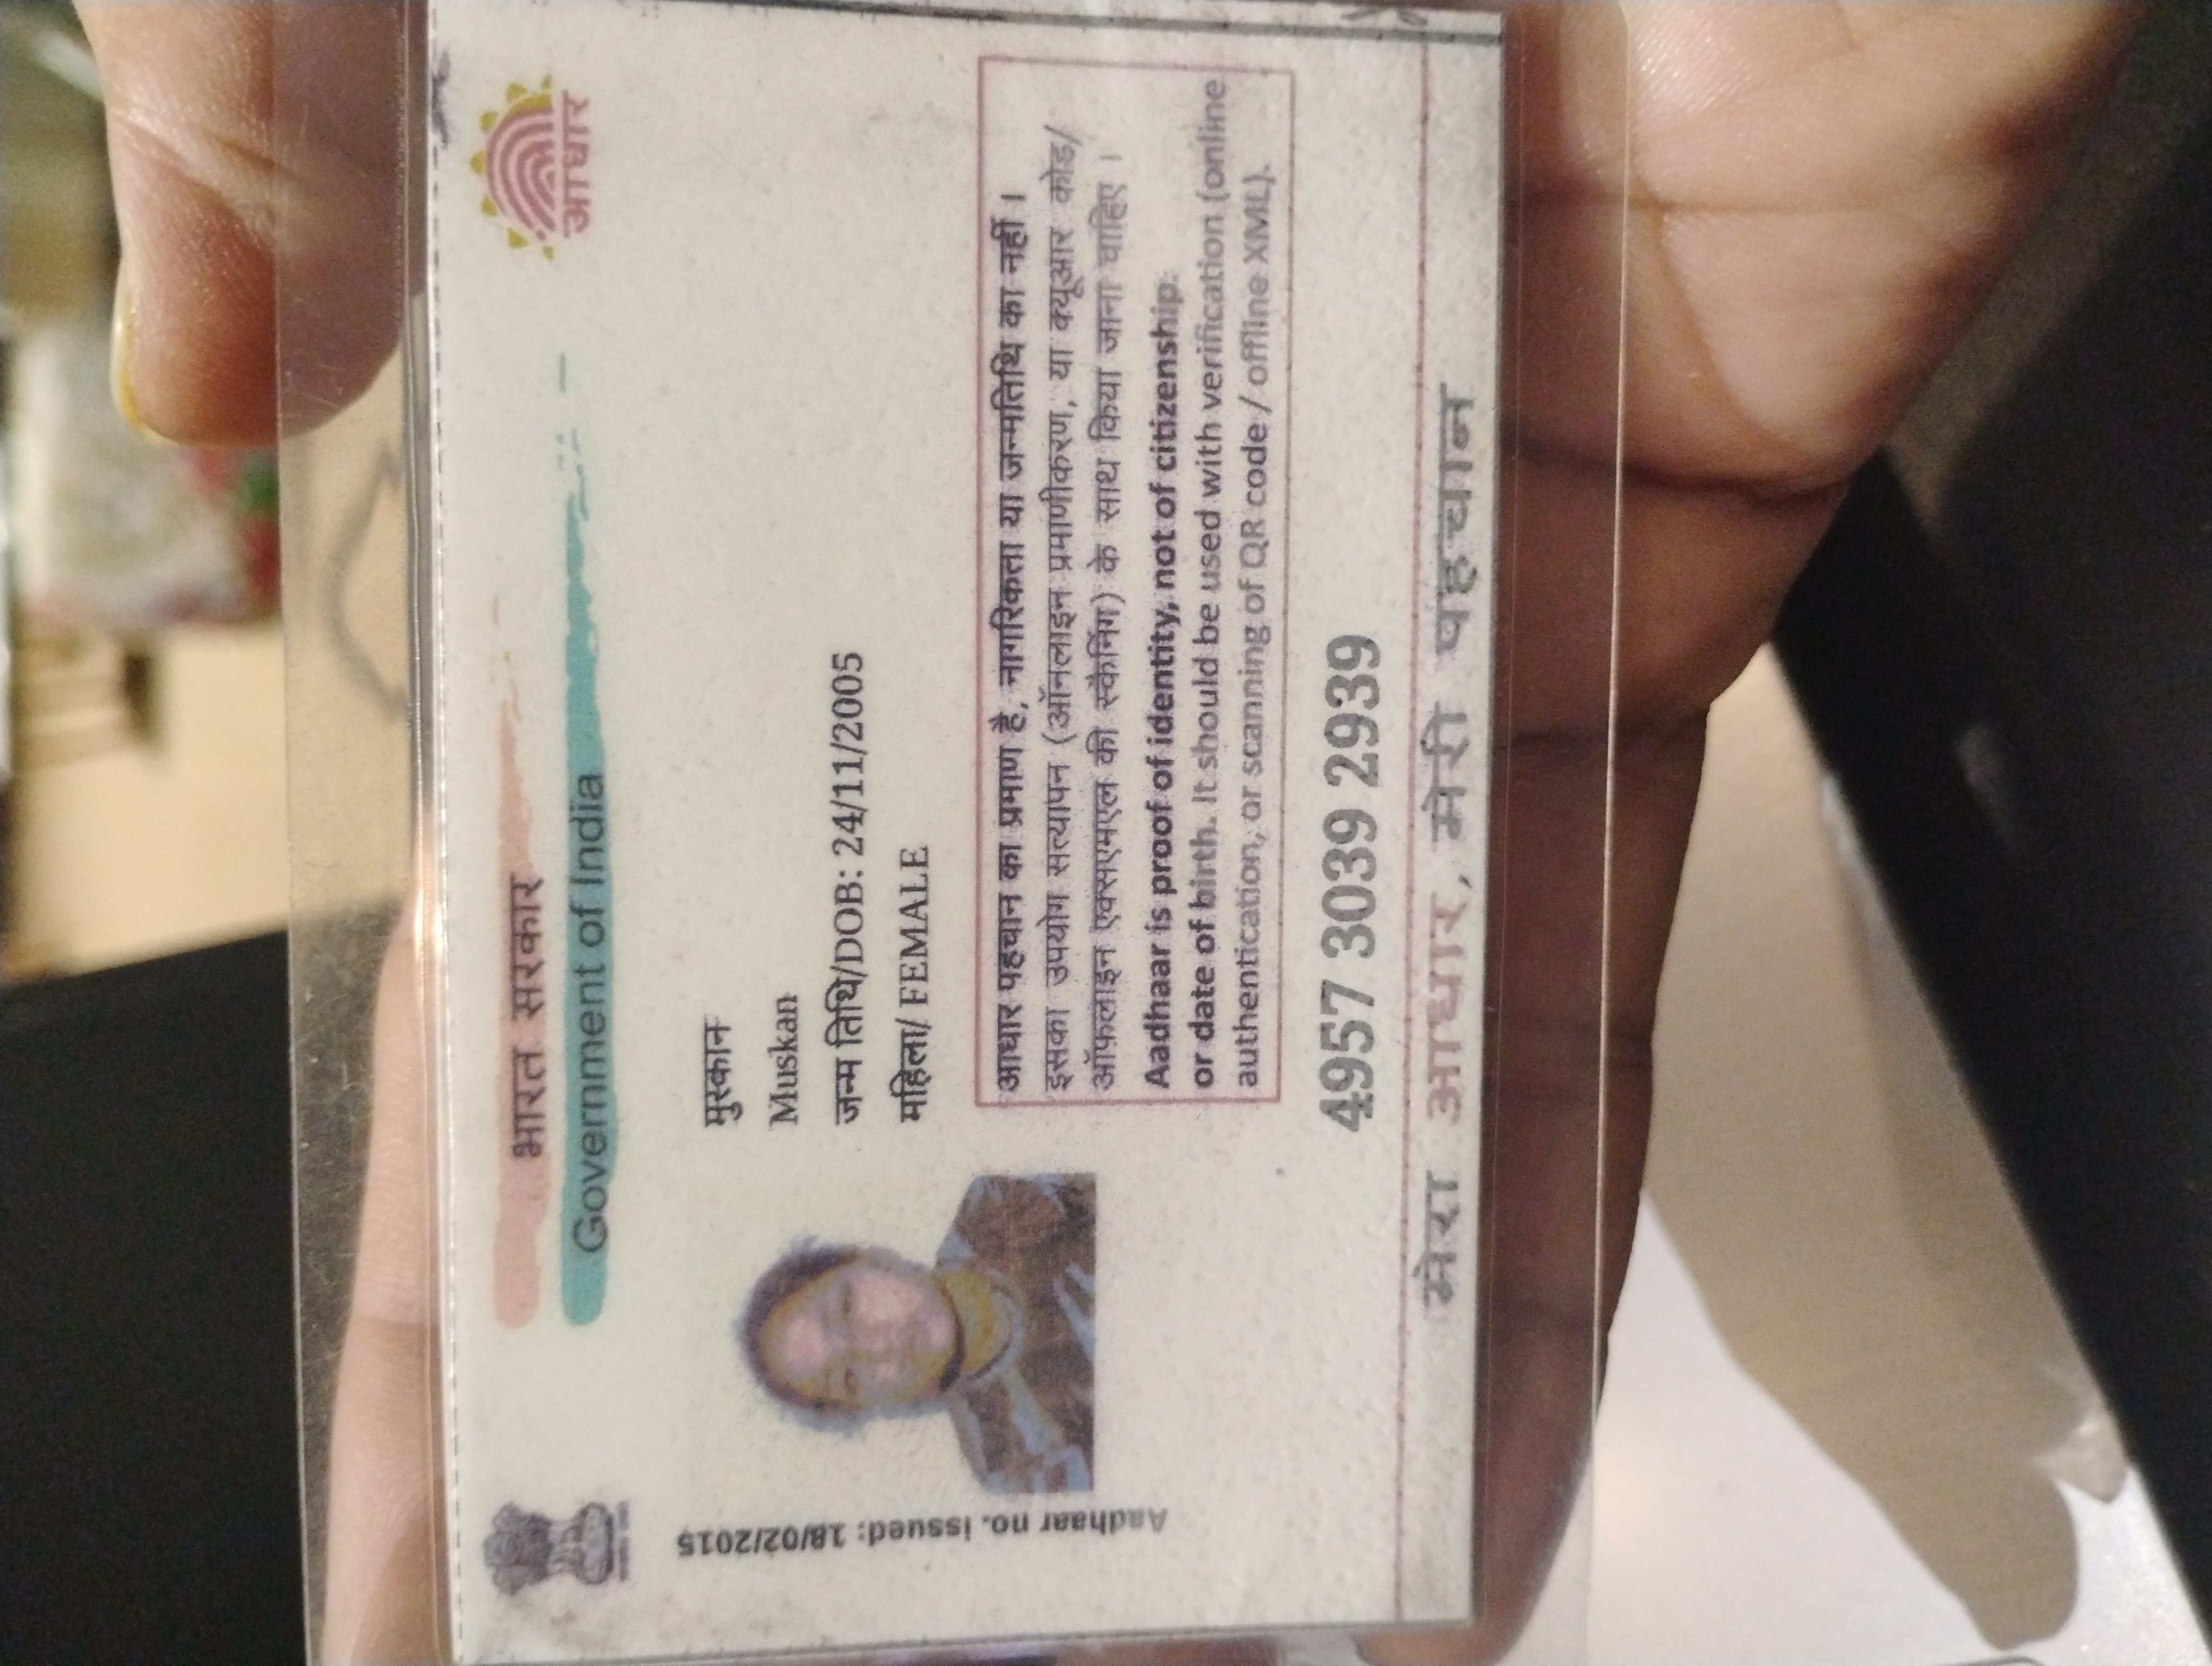 भारत सरकार
Government of India
आधार
Aadhaar no. issued: 18/02/2015
मुस्कान
Muskan
जन्म तिथि/DOB: 24/11/2005
महिला/ FEMALE
आधार पहचान का प्रमाण है, नागरिकता या जन्मतिथि का नहीं ।
इसका उपयोग सत्यापन (ऑनलाइन प्रमाणीकरण, या क्यूआर कोड/
ऑफ़लाइन एक्सएमएल की स्कैनिंग) के साथ किया जाना चाहिए ।
Aadhaar is proof of identity, not of citizenship
or date of birth. It should be used with verification (online
authentication, or scanning of QR code / offline XML).
4957 3039 2939
मेरा आधार, मेरी पहचान